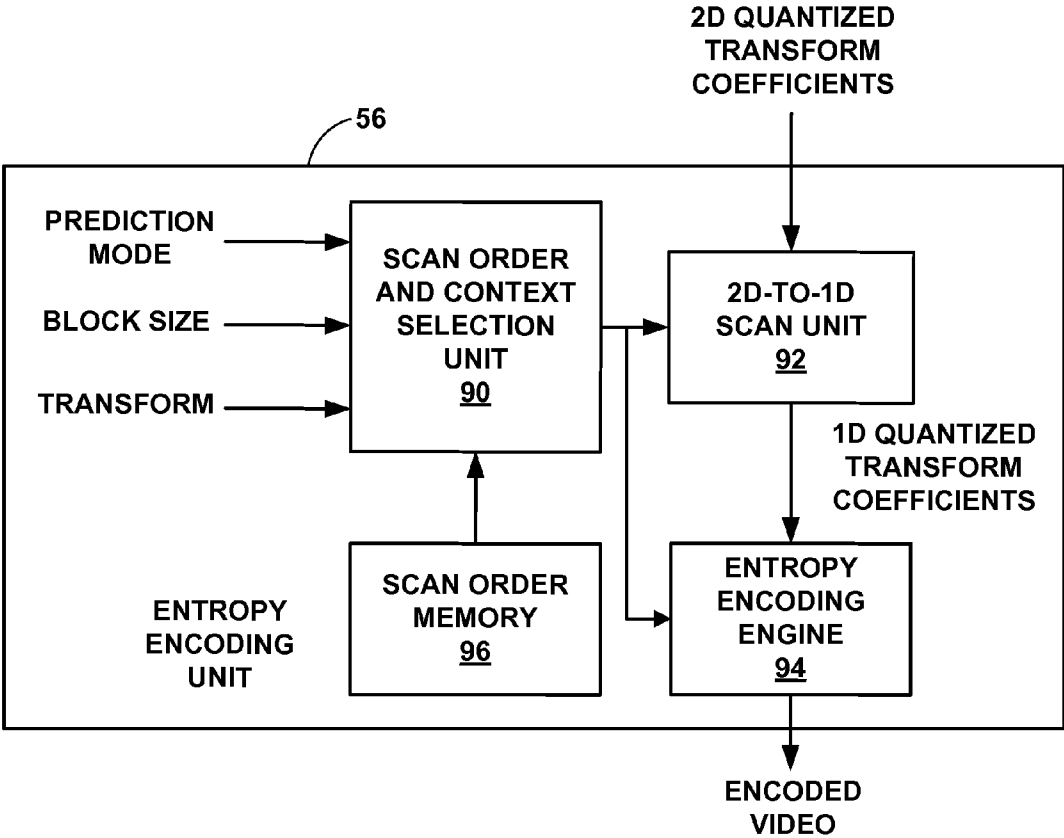 2D QUANTIZED
TRANSFORM
COEFFICIENTS
56
PREDICTION
MODE
BLOCK SIZE
TRANSFORM
SCAN ORDER
AND CONTEXT
SELECTION
UNIT
90
2D-TO-1D
SCAN UNIT
92
1D QUANTIZED
TRANSFORM
COEFFICIENTS
ENTROPY
ENCODING
UNIT
SCAN ORDER
MEMORY
96
ENTROPY
ENCODING
ENGINE
94
ENCODED
VIDEO